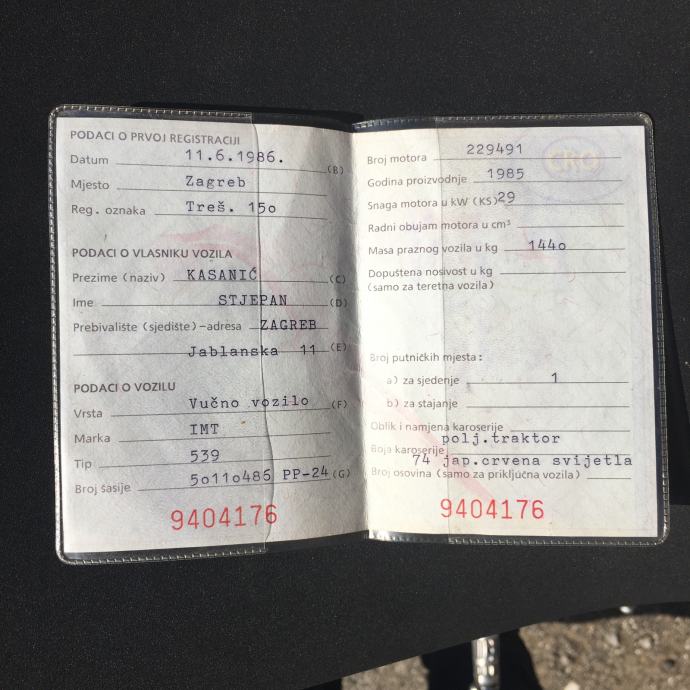 PODACI O PRVOJ REGISTRACIJI
Datum 11.6.1986. (B)
Mjesto Zagreb
Reg. oznaka Treš. 15o
PODACI O VLASNIKU VOZILA
Prezime (naziv) KASANIĆ (C)
Ime STJEPAN (D)
Prebivalište (sjedište)-adresa ZAGREB
Jablanska 11 (E)
PODACI O VOZILU
Vrsta Vučno vozilo (F)
Marka IMT
Tip 539
Broj šasije 5o11o486 PP-24 (G)
9404176
CRO
Broj motora 229491
Godina proizvodnje 1985
Snaga motora u kW (KS) 29
Radni obujam motora u cm³
Masa praznog vozila u kg 144o
Dopuštena nosivost u kg
(samo za teretna vozila)
Broj putničkih mjesta:
a) za sjedenje 1
b) za stajanje
Oblik i namjena karoserije
polj.traktor
Boja karoserije
74 jap.crvena svijetla
Broj osovina (samo za priključna vozila)
9404176